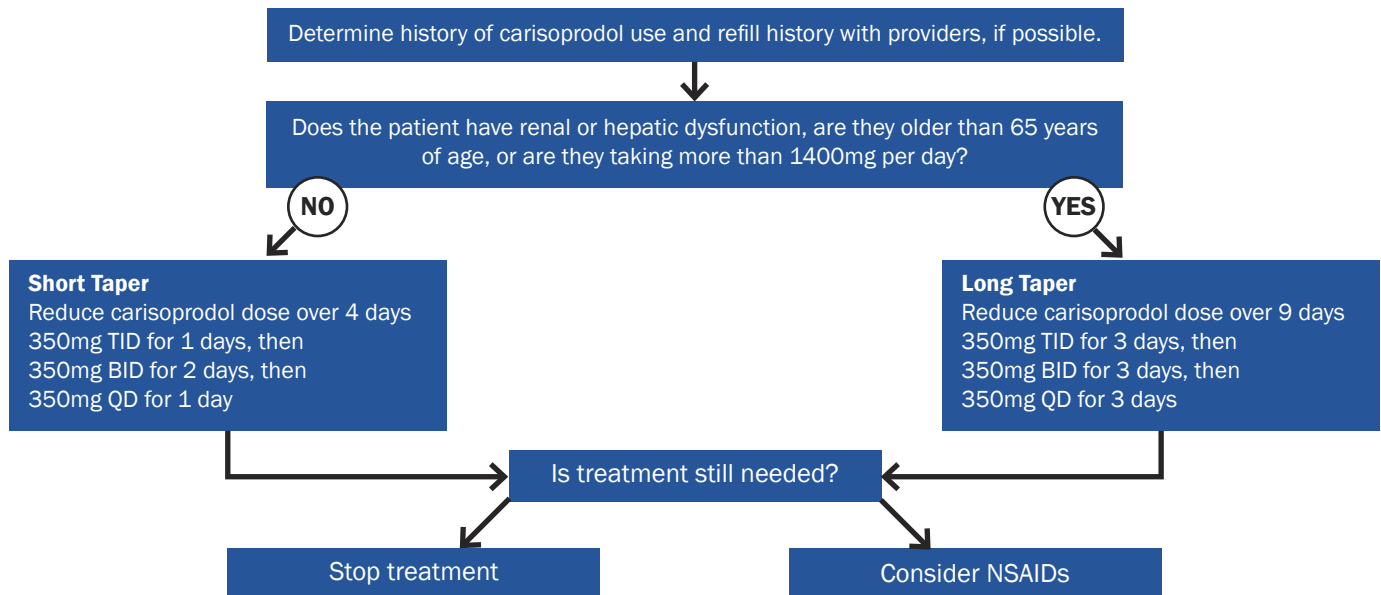 Determine history of carisoprodol use and refill history with providers, if possible.
Does the patient have renal or hepatic dysfunction, are they older than 65 years
of age, or are they taking more than 1400mg per day?
NO
YES
Short Taper
Reduce carisoprodol dose over 4 days
350mg TID for 1 days, then
350mg BID for 2 days, then
350mg QD for 1 day
Long Taper
Reduce carisoprodol dose over 9 days
350mg TID for 3 days, then
350mg BID for 3 days, then
350mg QD for 3 days
Is treatment still needed?
Stop treatment
Consider NSAIDs